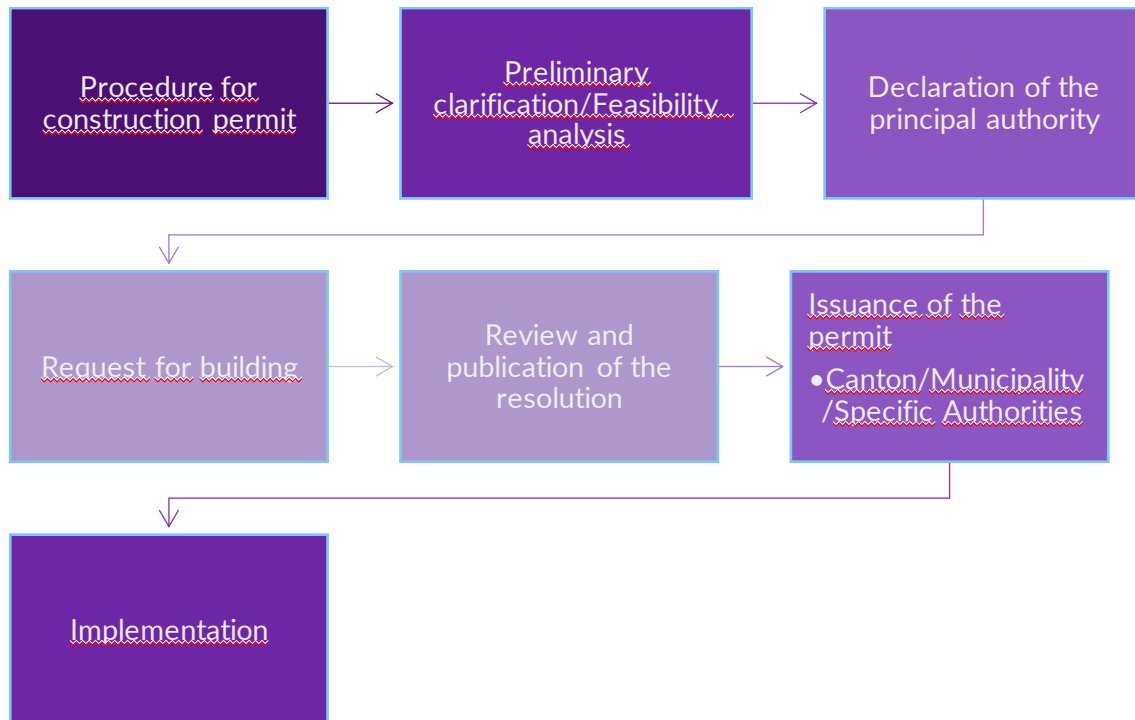 Procedure for
construction permit
Preliminary
clarification/Feasibility
analysis
Declaration of the
principal authority
Request for building
Review and
publication of the
resolution
Issuance of the
permit
•Canton/Municipality
/Specific Authorities
Implementation